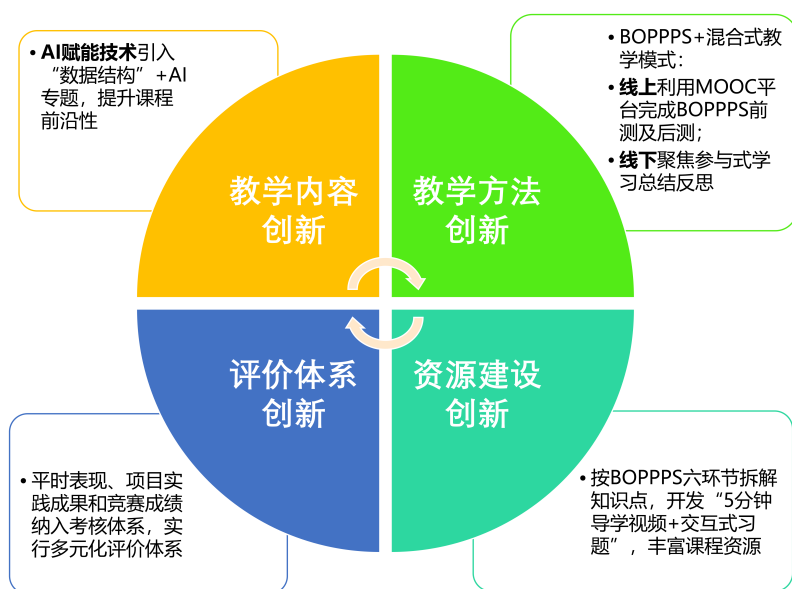 • AI赋能技术引入
“数据结构”+AI
专题，提升课程
前沿性
• BOPPPS+混合式教
学模式：
• 线上利用MOOC平
台完成BOPPPS前
测及后测；
• 线下聚焦参与式学
习总结反思
教学内容
创新
教学方法
创新
评价体系
创新
资源建设
创新
• 平时表现、项目实
践成果和竞赛成绩
纳入考核体系，实
行多元化评价体系
• 按BOPPPS六环节拆解
知识点，开发“5分钟
导学视频+交互式习
题”，丰富课程资源